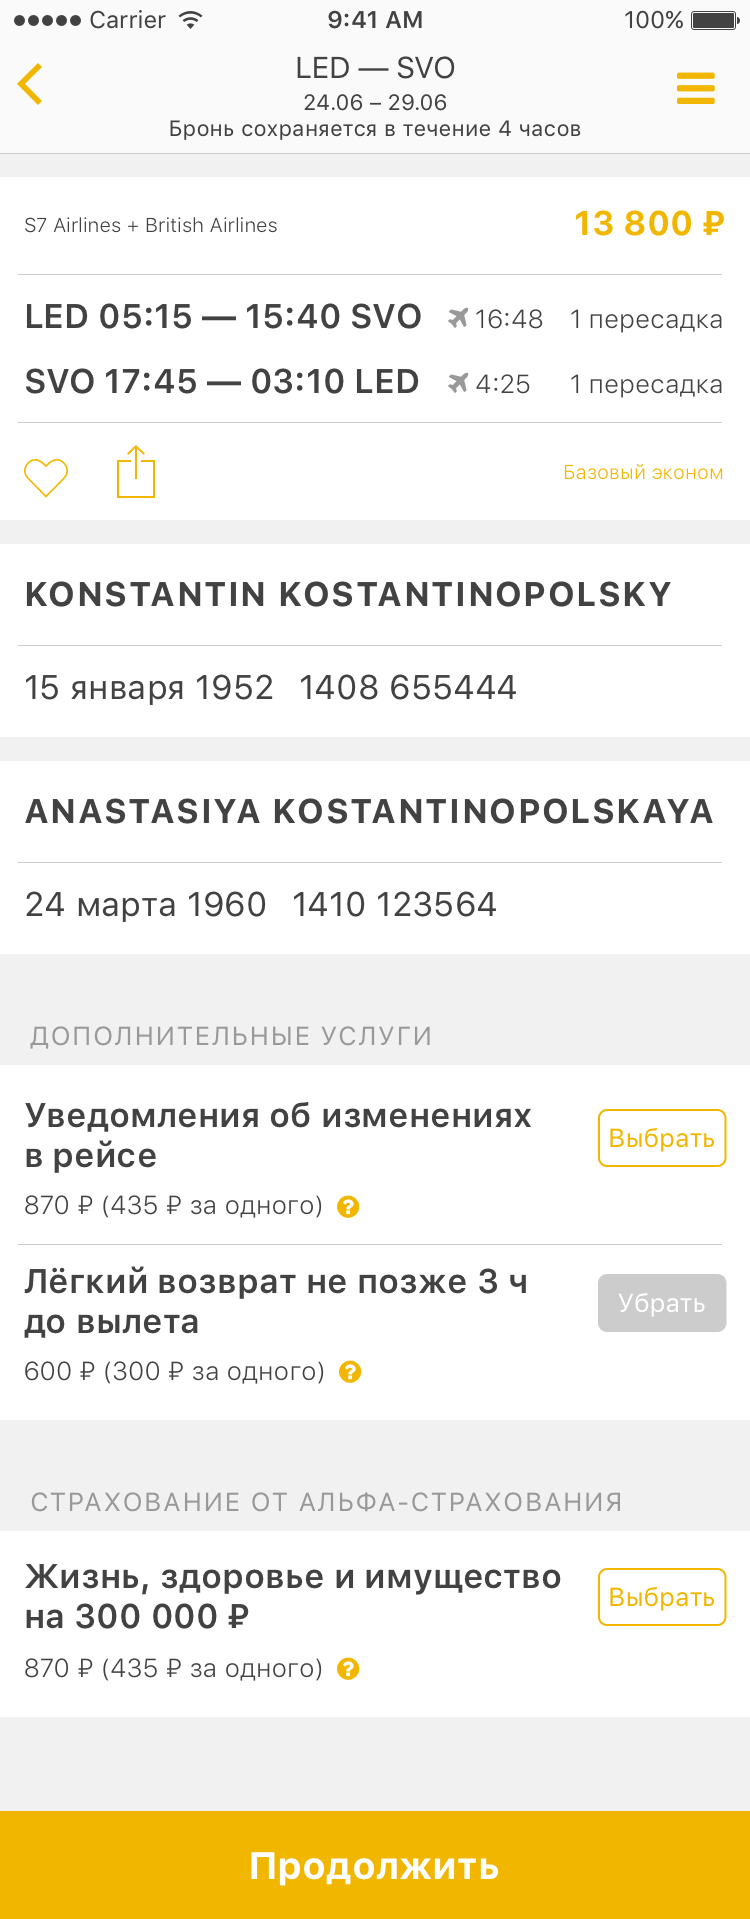 Carrier 9:41 AM 100%
LED — SVO
24.06 – 29.06
Бронь сохраняется в течение 4 часов
S7 Airlines + British Airlines 13 800 ₽
LED 05:15 — 15:40 SVO 16:48 1 пересадка
SVO 17:45 — 03:10 LED 4:25 1 пересадка
Базовый эконом
KONSTANTIN KOSTANTINOPOLSKY
15 января 1952 1408 655444
ANASTASIYA KOSTANTINOPOLSKAYA
24 марта 1960 1410 123564
ДОПОЛНИТЕЛЬНЫЕ УСЛУГИ
Уведомления об изменениях
в рейсе
Выбрать
870 ₽ (435 ₽ за одного) ?
Лёгкий возврат не позже 3 ч
до вылета
Убрать
600 ₽ (300 ₽ за одного) ?
СТРАХОВАНИЕ ОТ АЛЬФА-СТРАХОВАНИЯ
Жизнь, здоровье и имущество
на 300 000 ₽
Выбрать
870 ₽ (435 ₽ за одного) ?
Продолжить